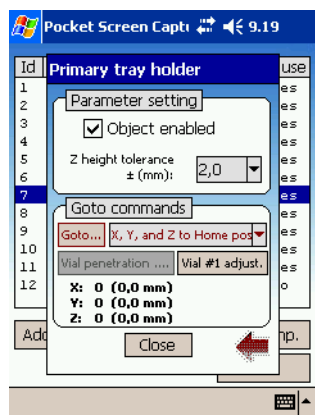 Pocket Screen Captu 9.19
Id Primary tray holder use
1 es
2 Parameter setting es
3 Object enabled es
4 es
5 Z height tolerance es
6 ± (mm): 2,0 es
7 es
8 Goto commands es
9 Goto... X, Y, and Z to Home pos es
10 es
11 Vial penetration .... Vial #1 adjust. es
12 o
X: 0 (0,0 mm)
Y: 0 (0,0 mm)
Z: 0 (0,0 mm)
Add Close mp.